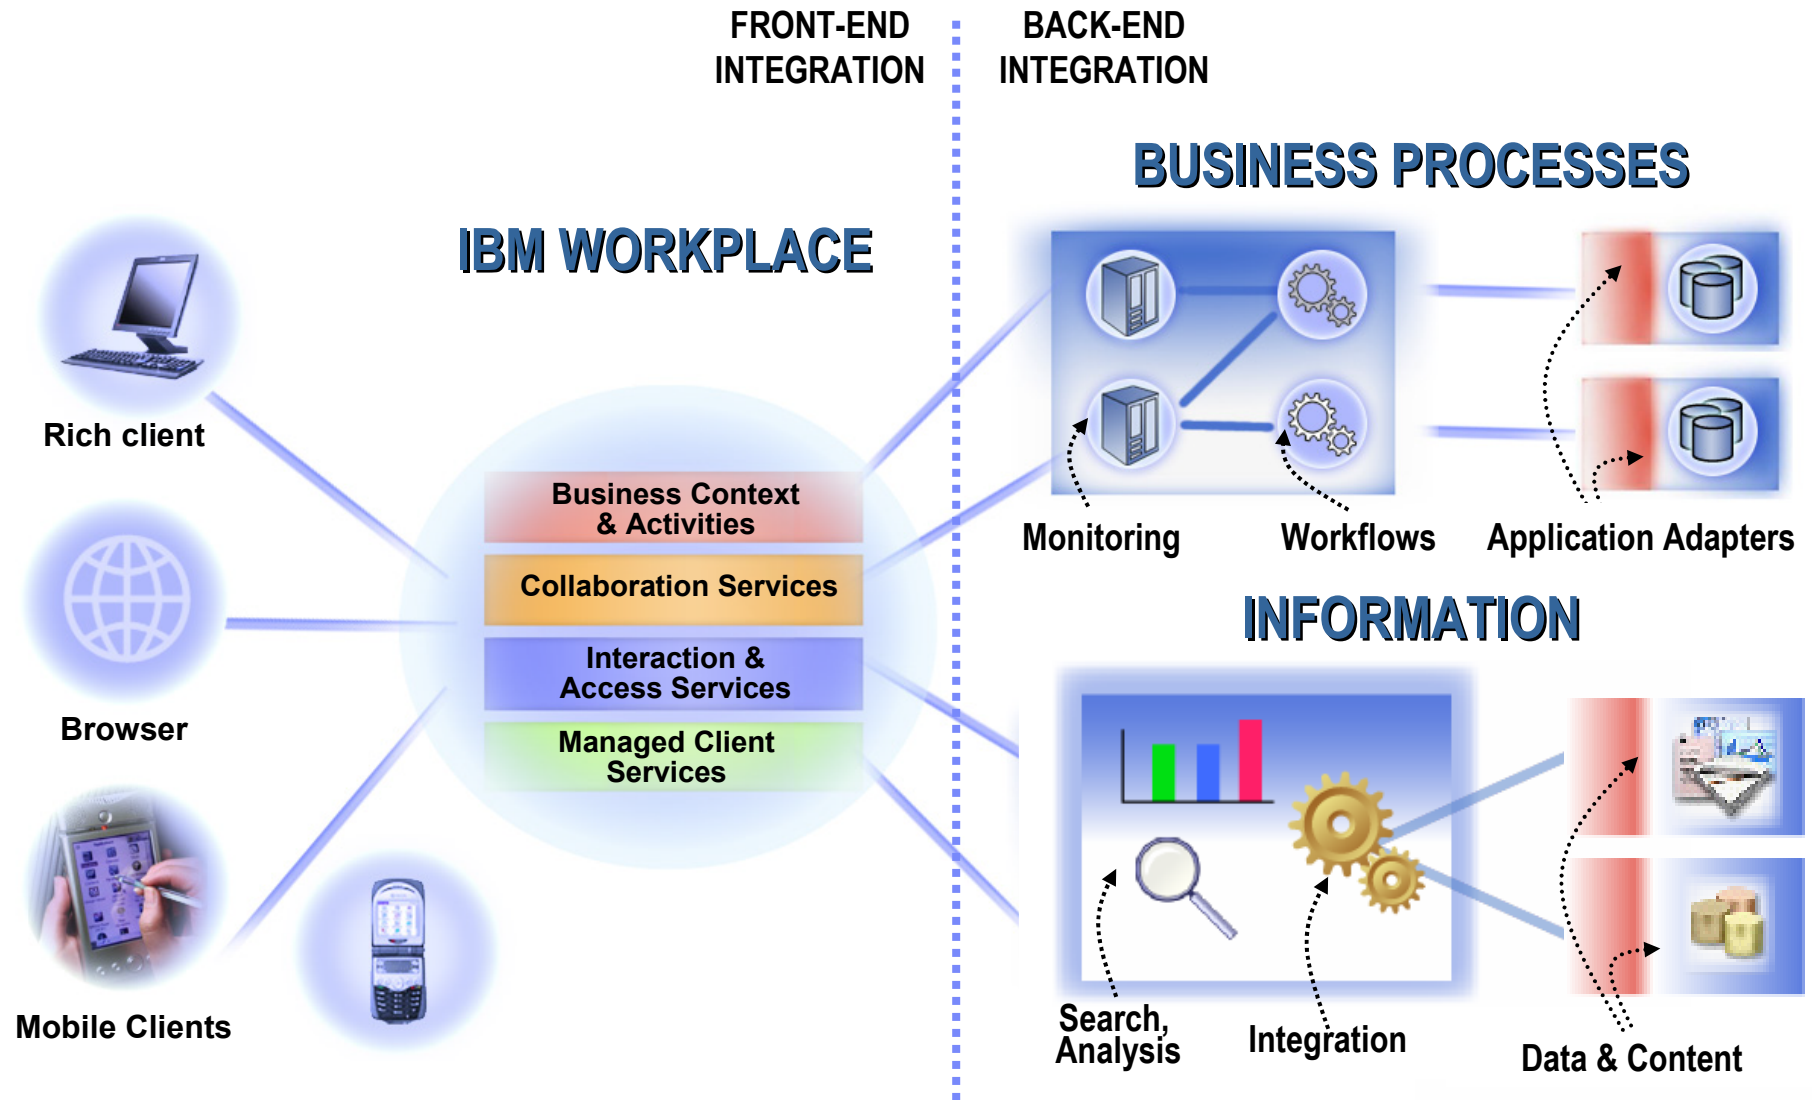 FRONT-END
INTEGRATION
BACK-END
INTEGRATION
BUSINESS PROCESSES
IBM WORKPLACE
Rich client
Business Context
& Activities
Collaboration Services
Interaction &
Access Services
Managed Client
Services
Browser
Mobile Clients
Monitoring
Workflows
Application Adapters
INFORMATION
Search,
Analysis
Integration
Data & Content